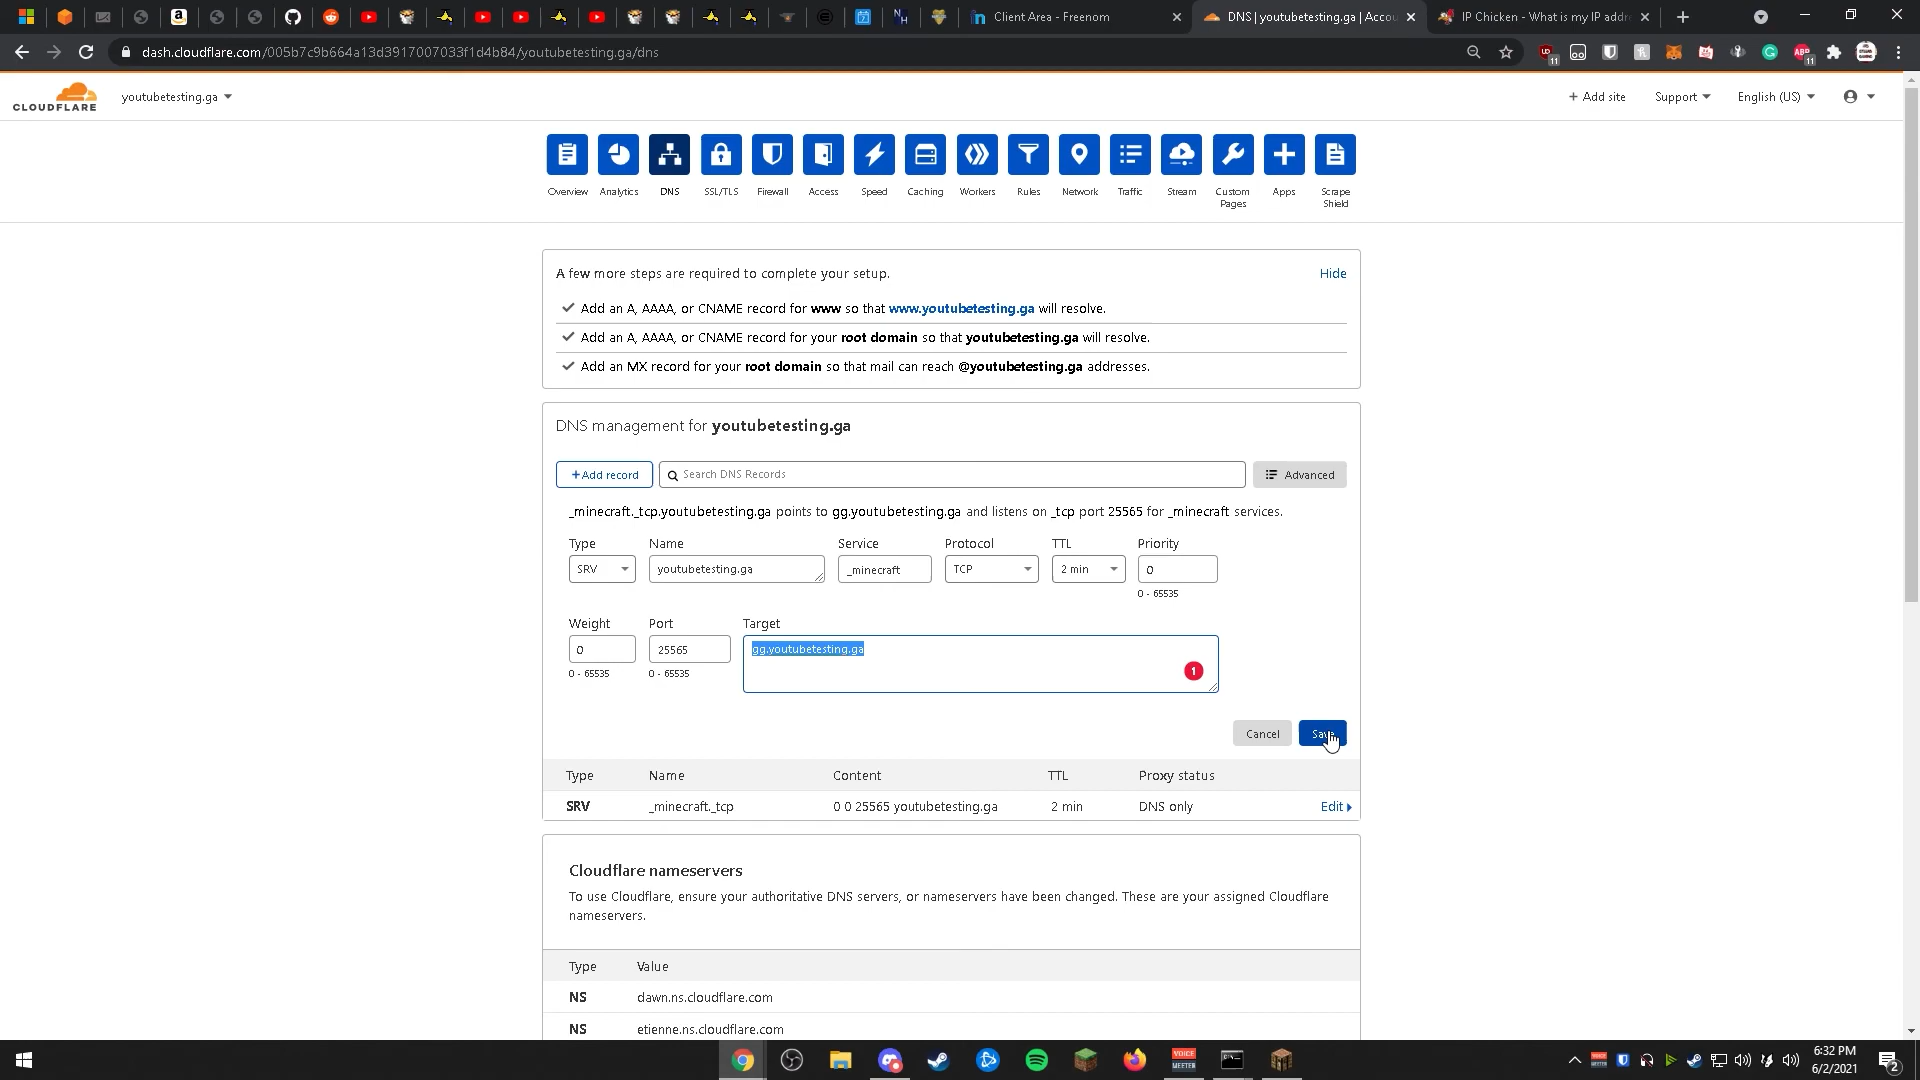 Client Area - Freenom
DNS | youtubetesting.ga | Accou
IP Chicken - What is my IP addre
dash.cloudflare.com/005b7c9b664a13d3917007033f1d4b84/youtubetesting.ga/dns
11
11
CLOUDFLARE
youtubetesting.ga
+ Add site
Support
English (US)
Overview
Analytics
DNS
SSL/TLS
Firewall
Access
Speed
Caching
Workers
Rules
Network
Traffic
Stream
Custom Pages
Apps
Scrape Shield
A few more steps are required to complete your setup.
Hide
Add an A, AAAA, or CNAME record for www so that www.youtubetesting.ga will resolve.
Add an A, AAAA, or CNAME record for your root domain so that youtubetesting.ga will resolve.
Add an MX record for your root domain so that mail can reach @youtubetesting.ga addresses.
DNS management for youtubetesting.ga
+Add record
Search DNS Records
Advanced
_minecraft._tcp.youtubetesting.ga points to gg.youtubetesting.ga and listens on _tcp port 25565 for _minecraft services.
Type
Name
Service
Protocol
TTL
Priority
SRV
youtubetesting.ga
_minecraft
TCP
2 min
0
0 - 65535
Weight
Port
Target
0
25565
gg.youtubetesting.ga
1
0 - 65535
0 - 65535
Cancel
Save
Type
Name
Content
TTL
Proxy status
SRV
_minecraft._tcp
0 0 25565 youtubetesting.ga
2 min
DNS only
Edit
Cloudflare nameservers
To use Cloudflare, ensure your authoritative DNS servers, or nameservers have been changed. These are your assigned Cloudflare
nameservers.
Type
Value
NS
dawn.ns.cloudflare.com
NS
etienne.ns.cloudflare.com
VOICE
MEETER
6:32 PM
6/2/2021
2